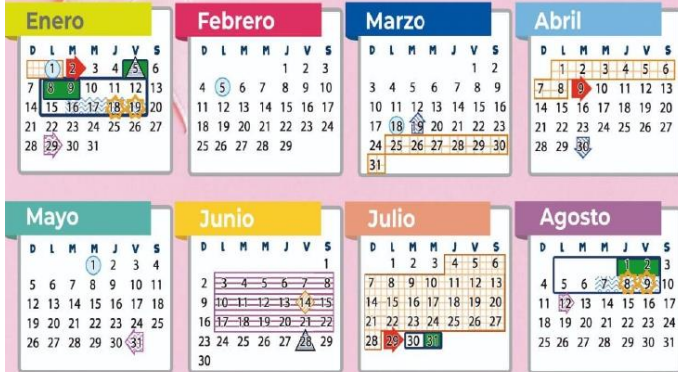 Enero Febrero Marzo Abril
D L M M J V S D L M M J V S D L M M J V S D L M M J V S
1 2 3 4 5 6 1 2 3 1 2 1 2 3 4 5 6
7 8 9 10 11 12 13 4 5 6 7 8 9 10 3 4 5 6 7 8 9 7 8 9 10 11 12 13
14 15 16 17 18 19 20 11 12 13 14 15 16 17 10 11 12 13 14 15 16 14 15 16 17 18 19 20
21 22 23 24 25 26 27 18 19 20 21 22 23 24 17 18 19 20 21 22 23 21 22 23 24 25 26 27
28 29 30 31 25 26 27 28 29 24 25 26 27 28 29 30 28 29 30
31
Mayo Junio Julio Agosto
D L M M J V S D L M M J V S D L M M J V S D L M M J V S
1 2 3 4 1 1 2 3 4 5 6 1 2 3
5 6 7 8 9 10 11 2 3 4 5 6 7 8 7 8 9 10 11 12 13 4 5 6 7 8 9 10
12 13 14 15 16 17 18 9 10 11 12 13 14 15 14 15 16 17 18 19 20 11 12 13 14 15 16 17
19 20 21 22 23 24 25 16 17 18 19 20 21 22 21 22 23 24 25 26 27 18 19 20 21 22 23 24
26 27 28 29 30 31 23 24 25 26 27 28 29 28 29 30 31 25 26 27 28 29 30 31
30